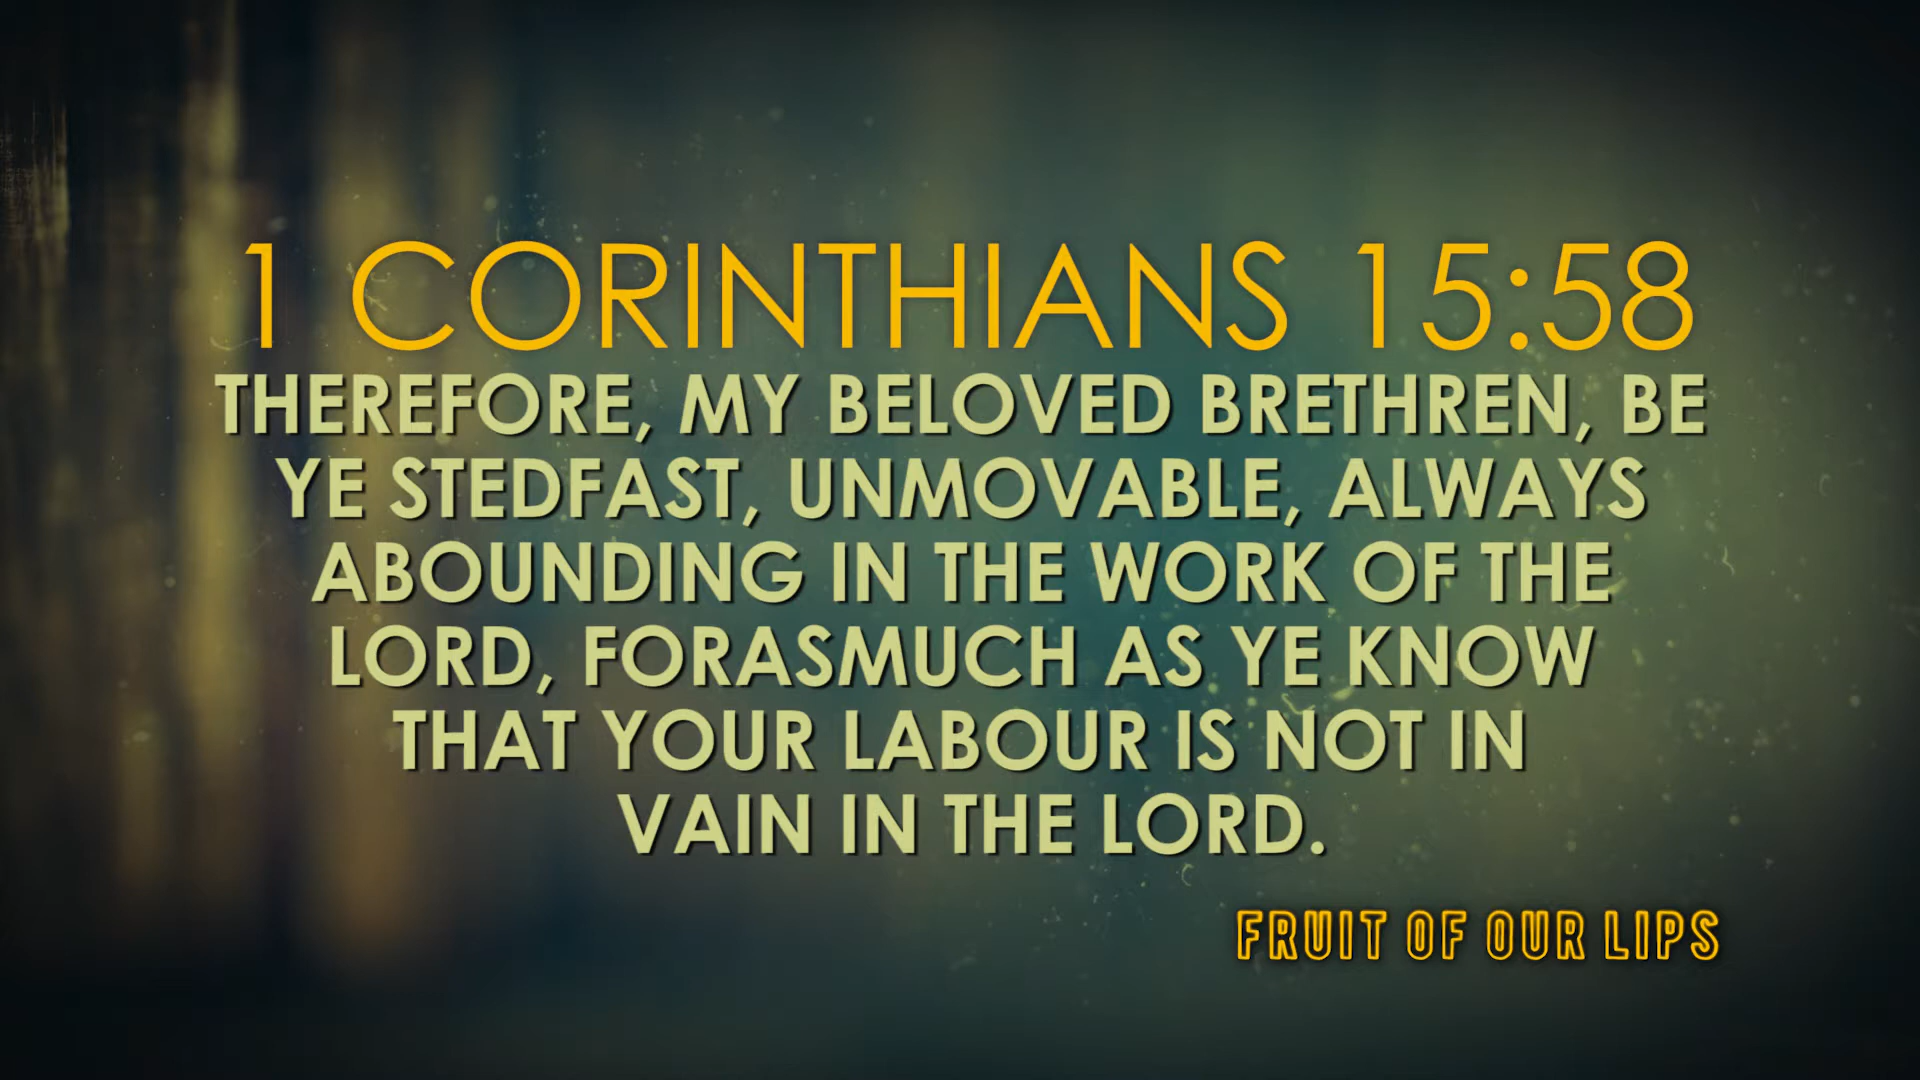 1 CORINTHIANS 15:58
THEREFORE, MY BELOVED BRETHREN, BE
YE STEDFAST, UNMOVABLE, ALWAYS
ABOUNDING IN THE WORK OF THE
LORD, FORASMUCH AS YE KNOW
THAT YOUR LABOUR IS NOT IN
VAIN IN THE LORD.
FRUIT OF OUR LIPS